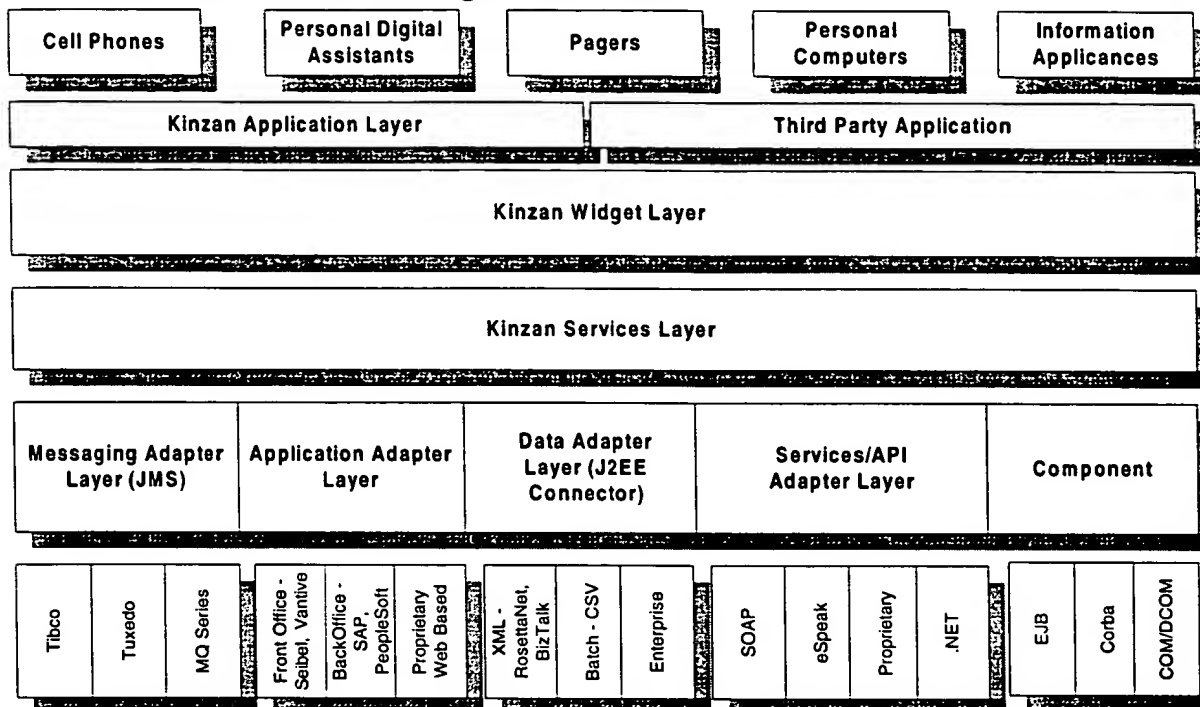 Cell Phones
Personal Digital
Assistants
Pagers
Personal
Computers
Information
Applicances
Kinzan Application Layer
Third Party Application
Kinzan Widget Layer
Kinzan Services Layer
Messaging Adapter
Layer (JMS)
Application Adapter
Layer
Data Adapter
Layer (J2EE
Connector)
Services/API
Adapter Layer
Component
Tibco
Tuxedo
MQ Series
Front Office -
Seibel, Vantive
BackOffice -
SAP,
PeopleSoft
Proprietary
Web Based
XML -
RosettaNet,
BizTalk
Batch - CSV
Enterprise
SOAP
eSpeak
Proprietary
.NET
EJB
Corba
COM/DCOM